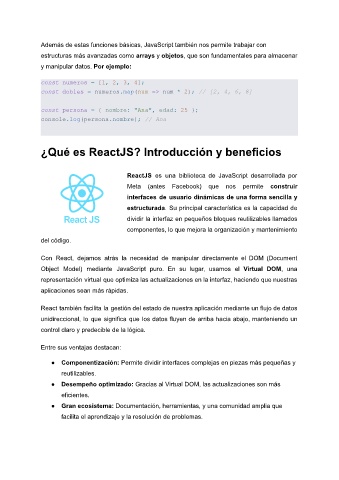 Además de estas funciones básicas, JavaScript también nos permite trabajar con
estructuras más avanzadas como arrays y objetos, que son fundamentales para almacenar
y manipular datos. Por ejemplo:
const numeros = [1, 2, 3, 4];
const dobles = numeros.map(num => num * 2); // [2, 4, 6, 8]
const persona = { nombre: "Ana", edad: 25 };
console.log(persona.nombre); // Ana
¿Qué es ReactJS? Introducción y beneficios
React JS
ReactJS es una biblioteca de JavaScript desarrollada por
Meta (antes Facebook) que nos permite construir
interfaces de usuario dinámicas de una forma sencilla y
estructurada. Su principal característica es la capacidad de
dividir la interfaz en pequeños bloques reutilizables llamados
componentes, lo que mejora la organización y mantenimiento
del código.
Con React, dejamos atrás la necesidad de manipular directamente el DOM (Document
Object Model) mediante JavaScript puro. En su lugar, usamos el Virtual DOM, una
representación virtual que optimiza las actualizaciones en la interfaz, haciendo que nuestras
aplicaciones sean más rápidas.
React también facilita la gestión del estado de nuestra aplicación mediante un flujo de datos
unidireccional, lo que significa que los datos fluyen de arriba hacia abajo, manteniendo un
control claro y predecible de la lógica.
Entre sus ventajas destacan:
● Componentización: Permite dividir interfaces complejas en piezas más pequeñas y
reutilizables.
● Desempeño optimizado: Gracias al Virtual DOM, las actualizaciones son más
eficientes.
● Gran ecosistema: Documentación, herramientas, y una comunidad amplia que
facilita el aprendizaje y la resolución de problemas.